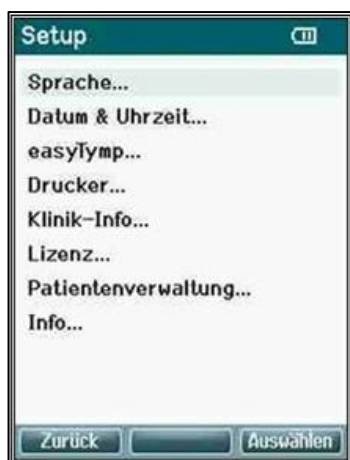 Setup
Sprache...
Datum & Uhrzeit...
easyTymp...
Drucker...
Klinik-Info...
Lizenz...
Patientenverwaltung...
Info...
Zurück Auswählen